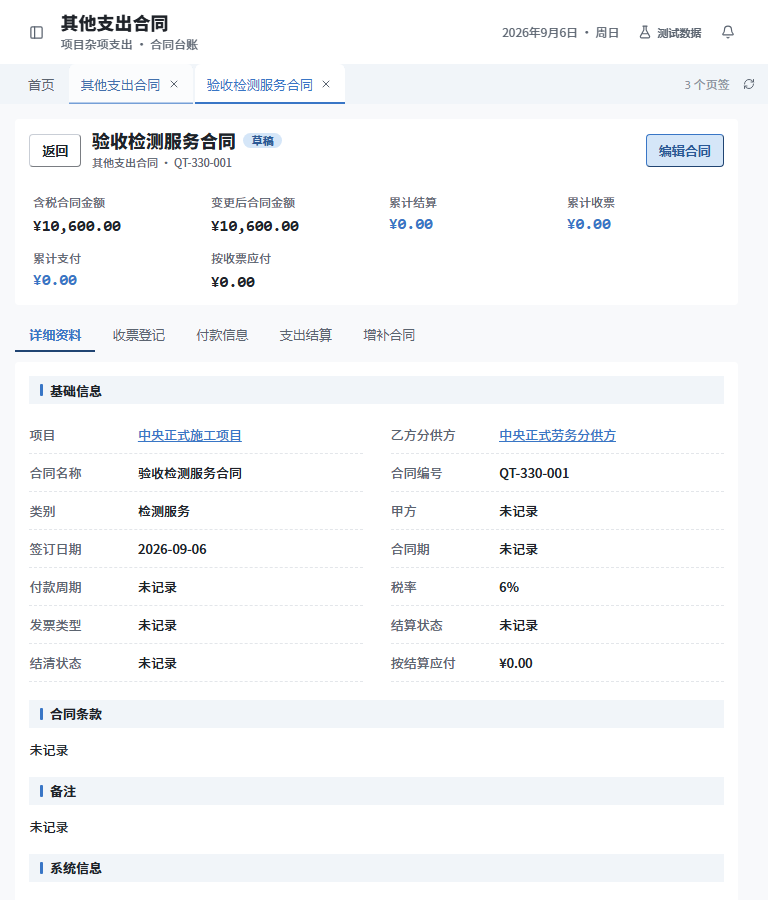 其他支出合同
项目杂项支出 · 合同台账
2026年9月6日 · 周日 测试数据
首页 其他支出合同 × 验收检测服务合同 × 3 个页签
返回 验收检测服务合同 草稿 编辑合同
其他支出合同 · QT-330-001
含税合同金额 变更后合同金额 累计结算 累计收票
¥10,600.00 ¥10,600.00 ¥0.00 ¥0.00
累计支付 按收票应付
¥0.00 ¥0.00
详细资料 收票登记 付款信息 支出结算 增补合同
基础信息
项目 中央正式施工项目 乙方分供方 中央正式劳务分供方
合同名称 验收检测服务合同 合同编号 QT-330-001
类别 检测服务 甲方 未记录
签订日期 2026-09-06 合同期 未记录
付款周期 未记录 税率 6%
发票类型 未记录 结算状态 未记录
结清状态 未记录 按结算应付 ¥0.00
合同条款
未记录
备注
未记录
系统信息